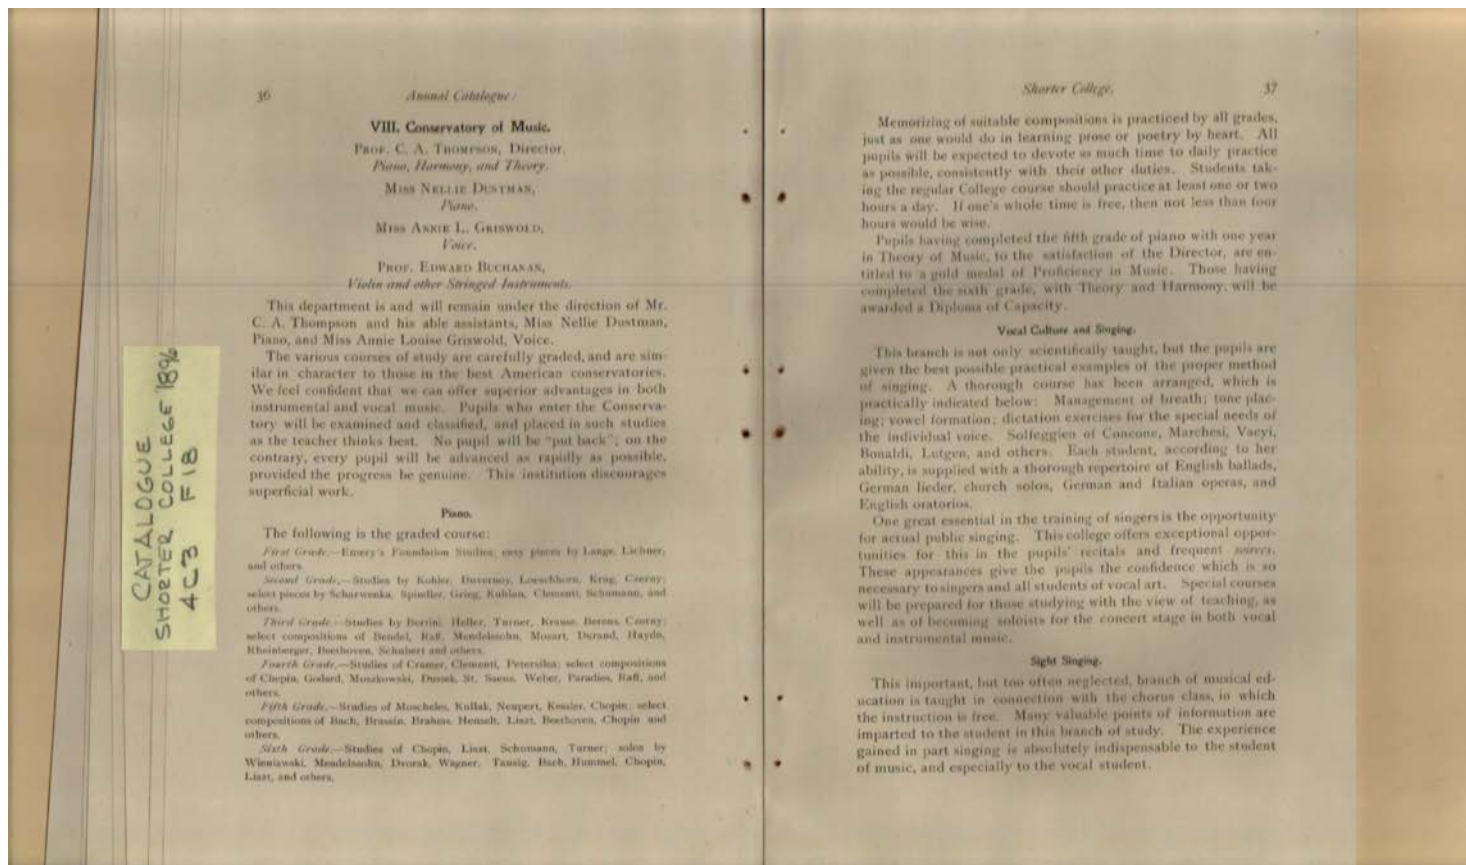 CATALOGUE
SHORTER COLLEGE 1896
4C3 F18
36
Annual Catalogue
VIII. Conservatory of Music.
PROF. C. A. THOMPSON, Director,
Piano, Harmony, and Theory.
MISS NELLIE DUSTMAN,
Piano.
MISS ANNIE L. GRISWOLD,
Voice.
PROF. EDWARD BUCHANAN,
Violin and other Stringed Instruments.
This department is and will remain under the direction of Mr.
C. A. Thompson and his able assistants, Miss Nellie Dustman,
Piano, and Miss Annie Louise Griswold, Voice.
The various courses of study are carefully graded, and are sim-
ilar in character to those in the best American conservatories.
We feel confident that we can offer superior advantages in both
instrumental and vocal music. Pupils who enter the Conserva-
tory will be examined and classified, and placed in such studies
as the teacher thinks best. No pupil will be "put back"; on the
contrary, every pupil will be advanced as rapidly as possible,
provided the progress be genuine. This institution discourages
superficial work.
Piano.
The following is the graded course:
First Grade,—Emery's Foundation Studies; easy pieces by Lange, Lichner,
and others.
Second Grade,—Studies by Kohler, Duvernoy, Loeschhorn, Krug, Czerny;
select pieces by Scharwenka, Spindler, Grieg, Kuhlau, Clementi, Schumann, and
others.
Third Grade,—Studies by Bertini, Heller, Turner, Krause, Berens, Czerny;
select compositions of Bendel, Raff, Mendelssohn, Mozart, Durand, Haydn,
Rheinberger, Beethoven, Schubert and others.
Fourth Grade,—Studies of Cramer, Clementi, Petersilea; select compositions
of Chopin, Godard, Moszkowski, Dussek, St. Saens, Weber, Paradies, Raff, and
others.
Fifth Grade,—Studies of Moscheles, Kullak, Neupert, Kessler, Chopin; select
compositions of Bach, Brassin, Brahms, Henselt, Liszt, Beethoven, Chopin and
others.
Sixth Grade,—Studies of Chopin, Liszt, Schumann, Turner; solos by
Wieniawski, Mendelssohn, Dvorak, Wagner, Tausig, Bach, Hummel, Chopin,
Liszt, and others.
Shorter College.
37
Memorizing of suitable compositions is practiced by all grades,
just as one would do in learning prose or poetry by heart. All
pupils will be expected to devote as much time to daily practice
as possible, consistently with their other duties. Students tak-
ing the regular College course should practice at least one or two
hours a day. If one's whole time is free, then not less than four
hours would be wise.
Pupils having completed the fifth grade of piano with one year
in Theory of Music, to the satisfaction of the Director, are en-
titled to a gold medal of Proficiency in Music. Those having
completed the sixth grade, with Theory and Harmony, will be
awarded a Diploma of Capacity.
Vocal Culture and Singing.
This branch is not only scientifically taught, but the pupils are
given the best possible practical examples of the proper method
of singing. A thorough course has been arranged, which is
practically indicated below: Management of breath; tone plac-
ing; vowel formation; dictation exercises for the special needs of
the individual voice. Solfeggien of Concone, Marchesi, Vacyi,
Bonaldi, Lutgen, and others. Each student, according to her
ability, is supplied with a thorough repertoire of English ballads,
German lieder, church solos, German and Italian operas, and
English oratorios.
One great essential in the training of singers is the opportunity
for actual public singing. This college offers exceptional oppor-
tunities for this in the pupils' recitals and frequent soirees.
These appearances give the pupils the confidence which is so
necessary to singers and all students of vocal art. Special courses
will be prepared for those studying with the view of teaching, as
well as of becoming soloists for the concert stage in both vocal
and instrumental music.
Sight Singing.
This important, but too often neglected, branch of musical ed-
ucation is taught in connection with the chorus class, in which
the instruction is free. Many valuable points of information are
imparted to the student in this branch of study. The experience
gained in part singing is absolutely indispensable to the student
of music, and especially to the vocal student.